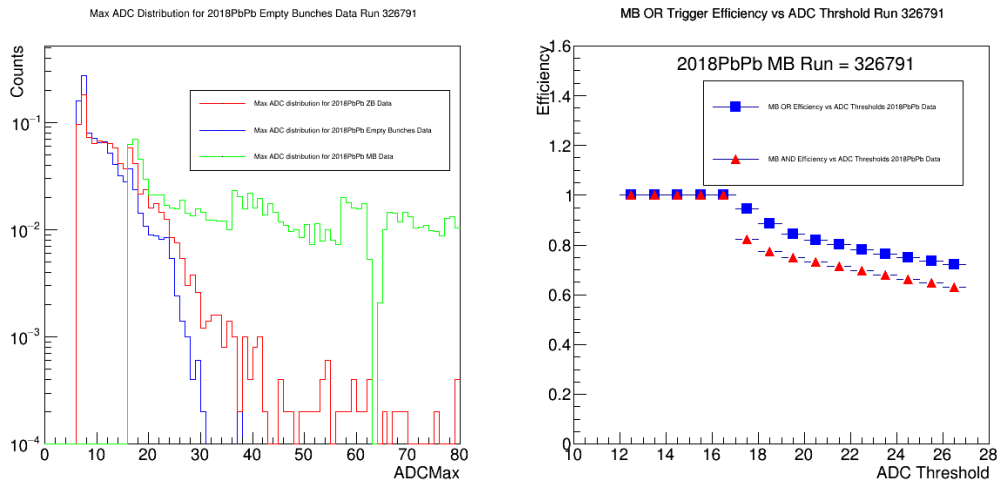 Max ADC Distribution for 2018PbPb Empty Bunches Data Run 326791
Counts
10⁻¹
10⁻²
10⁻³
10⁻⁴
Max ADC distribution for 2018PbPb ZB Data
Max ADC distribution for 2018PbPb Empty Bunches Data
Max ADC distribution for 2018PbPb MB Data
0 10 20 30 40 50 60 70 80
ADCMax
MB OR Trigger Efficiency vs ADC Thrshold Run 326791
Efficiency
1.6
1.4
1.2
1
0.8
0.6
0.4
0.2
0
2018PbPb MB Run = 326791
MB OR Efficiency vs ADC Thresholds 2018PbPb Data
MB AND Efficiency vs ADC Thresholds 2018PbPb Data
10 12 14 16 18 20 22 24 26 28
ADC Threshold